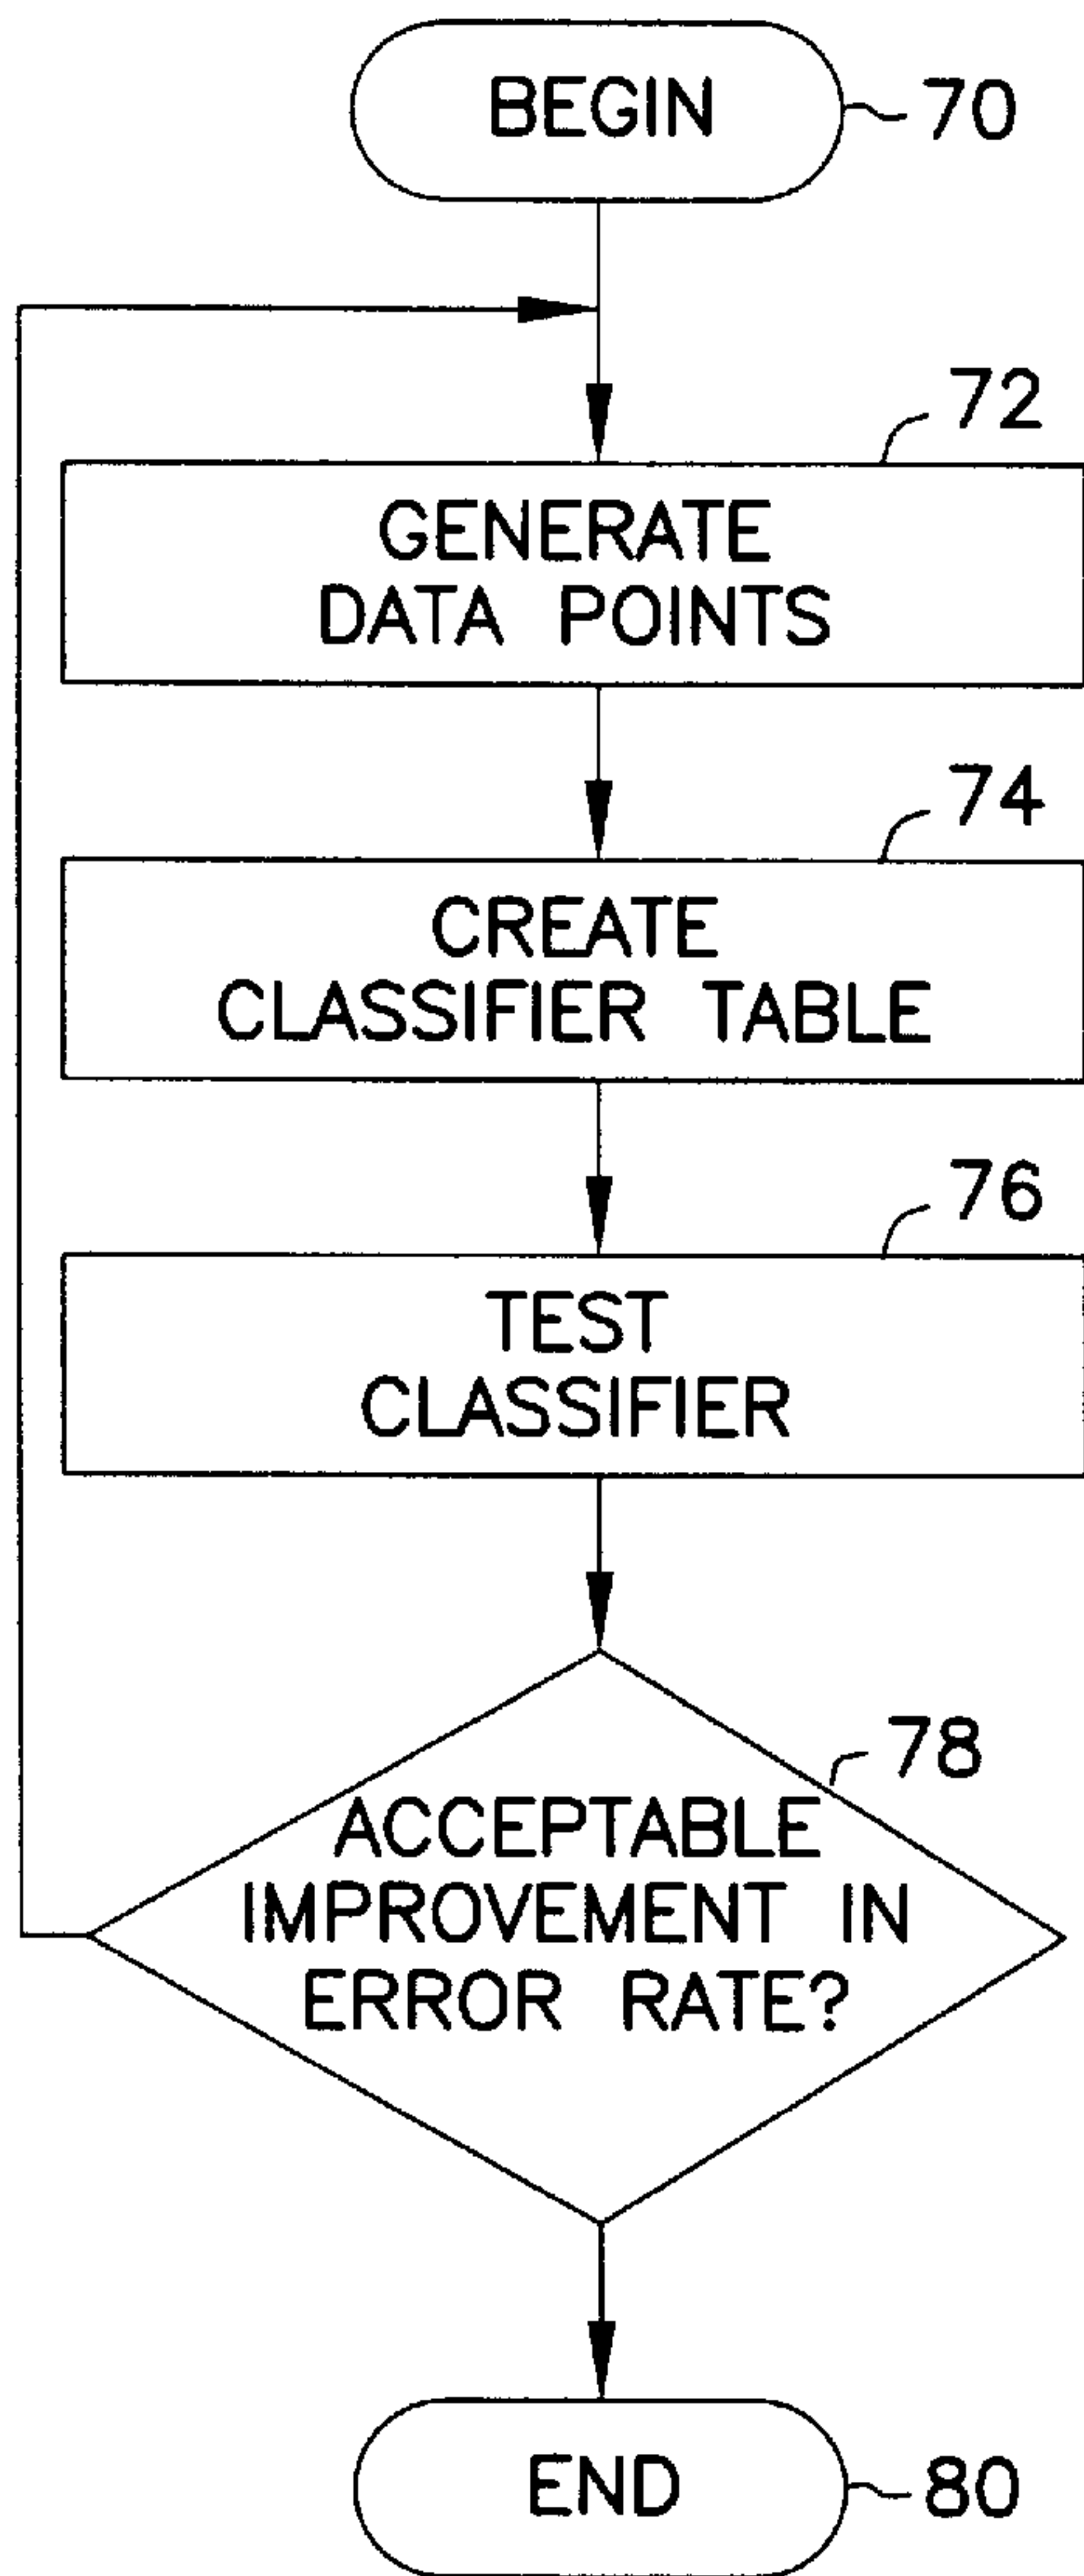 BEGIN
70
72
GENERATE
DATA POINTS
74
CREATE
CLASSIFIER TABLE
76
TEST
CLASSIFIER
78
ACCEPTABLE
IMPROVEMENT IN
ERROR RATE?
END
80